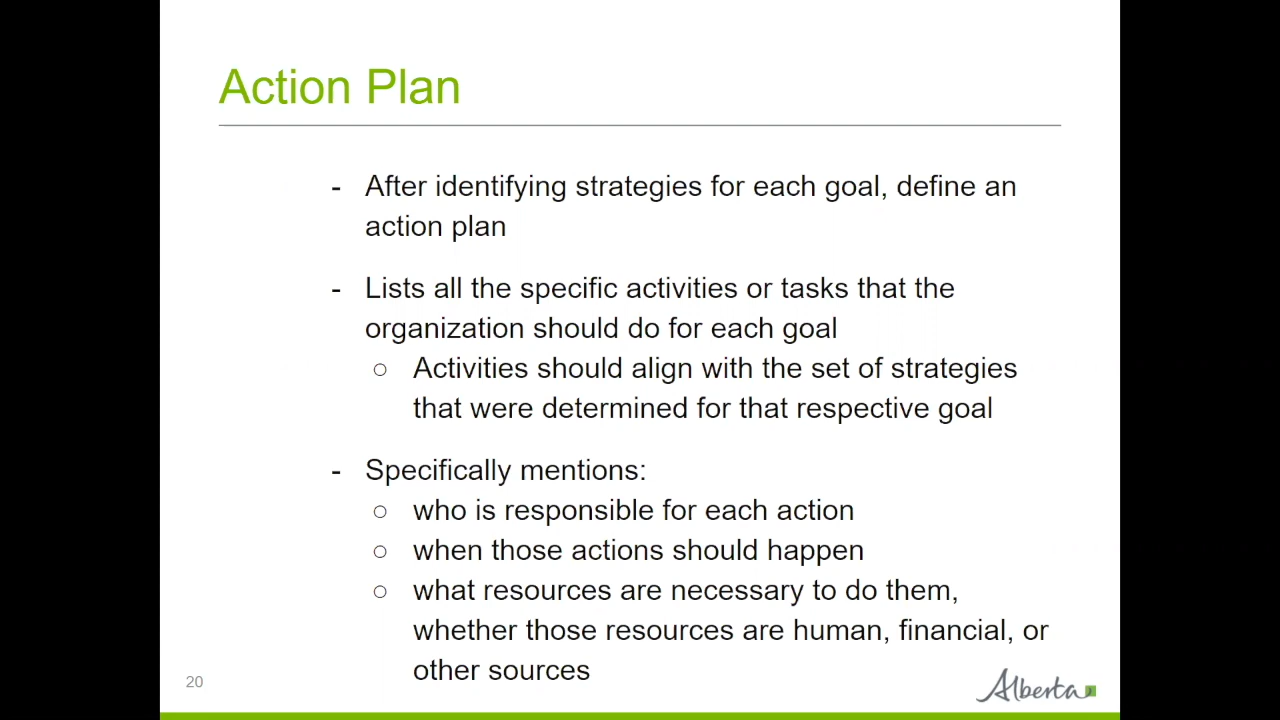 Action Plan
- After identifying strategies for each goal, define an
action plan
- Lists all the specific activities or tasks that the
organization should do for each goal
○ Activities should align with the set of strategies
that were determined for that respective goal
- Specifically mentions:
○ who is responsible for each action
○ when those actions should happen
○ what resources are necessary to do them,
whether those resources are human, financial, or
other sources
20
Alberta